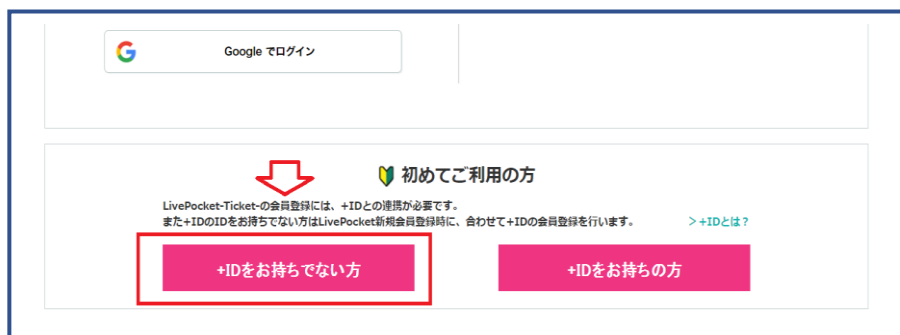 Google でログイン
初めてご利用の方
LivePocket-Ticket-の会員登録には、+IDとの連携が必要です。
また+IDのIDをお持ちでない方はLivePocket新規会員登録時に、合わせて+IDの会員登録を行います。 >+IDとは？
+IDをお持ちでない方
+IDをお持ちの方